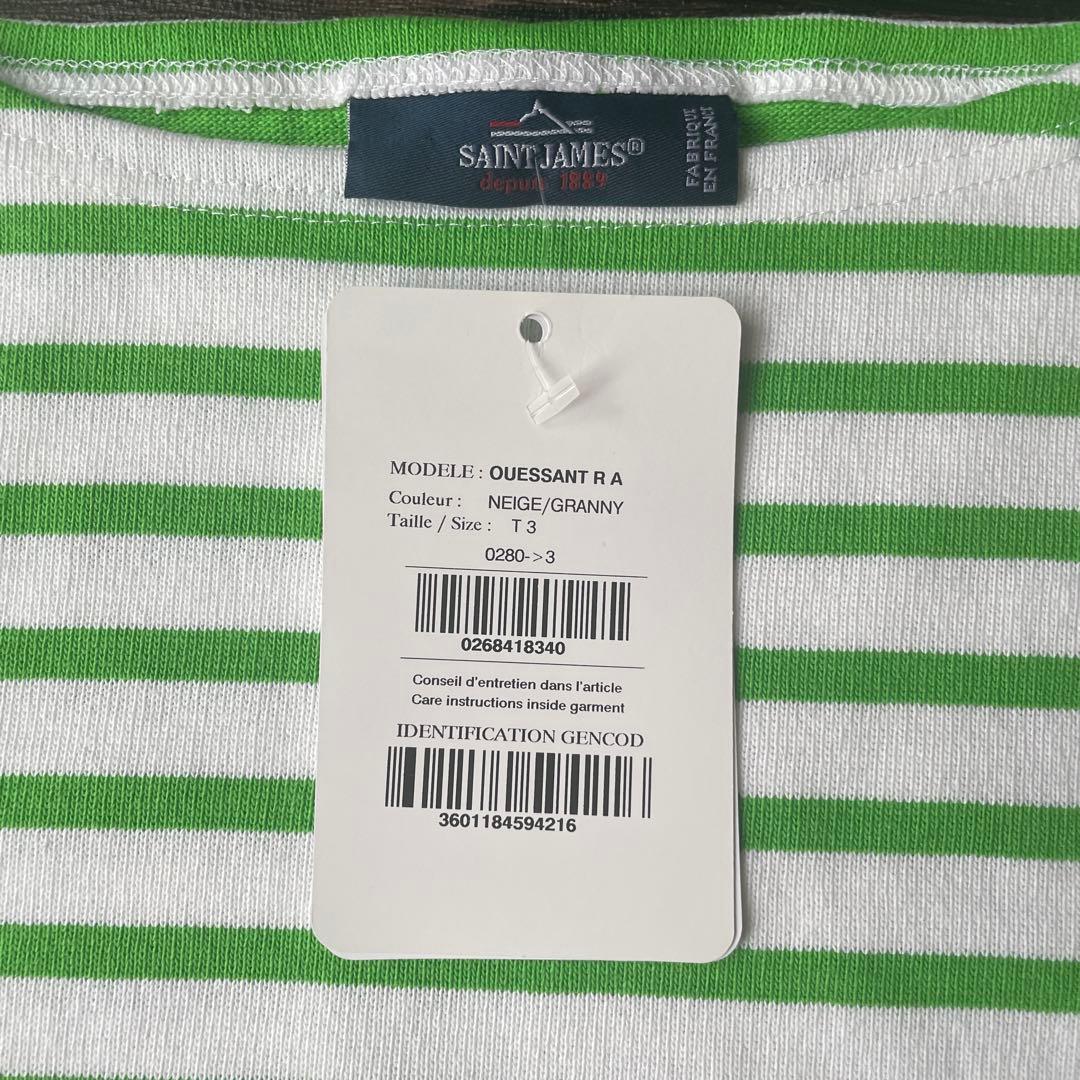 SAINT JAMES®
depuis 1889
FABRIQUÉ
EN FRANCE
MODELE : OUESSANT R A
Couleur : NEIGE/GRANNY
Taille / Size : T 3
0280->3
0268418340
Conseil d'entretien dans l'article
Care instructions inside garment
IDENTIFICATION GENCOD
3601184594216